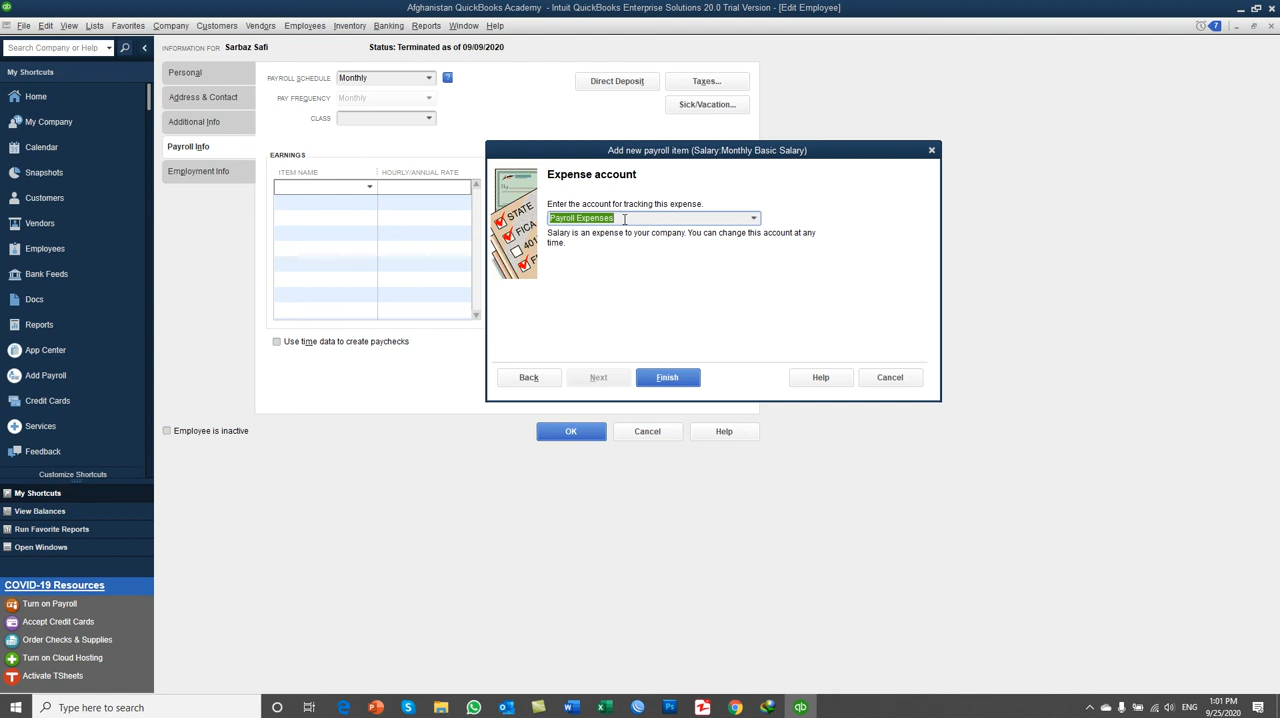 Afghanistan QuickBooks Academy - Intuit QuickBooks Enterprise Solutions 20.0 Trial Version - [Edit Employee]
File Edit View Lists Favorites Company Customers Vendors Employees Inventory Banking Reports Window Help
7
Search Company or Help
My Shortcuts
Home
My Company
Calendar
Snapshots
Customers
Vendors
Employees
Bank Feeds
Docs
Reports
App Center
Add Payroll
Credit Cards
Services
Feedback
Customize Shortcuts
My Shortcuts
View Balances
Run Favorite Reports
Open Windows
COVID-19 Resources
Turn on Payroll
Accept Credit Cards
Order Checks & Supplies
Turn on Cloud Hosting
Activate TSheets
INFORMATION FOR Sarbaz Safi Status: Terminated as of 09/09/2020
Personal
Address & Contact
Additional Info
Payroll Info
Employment Info
PAYROLL SCHEDULE Monthly ?
PAY FREQUENCY Monthly
CLASS
Direct Deposit Taxes...
Sick/Vacation...
EARNINGS
ITEM NAME HOURLY/ANNUAL RATE
Use time data to create paychecks
Employee is inactive
OK Cancel Help
Add new payroll item (Salary:Monthly Basic Salary)
Expense account
Enter the account for tracking this expense.
Payroll Expenses
Salary is an expense to your company. You can change this account at any
time.
STATE
FICA
401
Back Next Finish Help Cancel
Type here to search
1:01 PM
9/25/2020